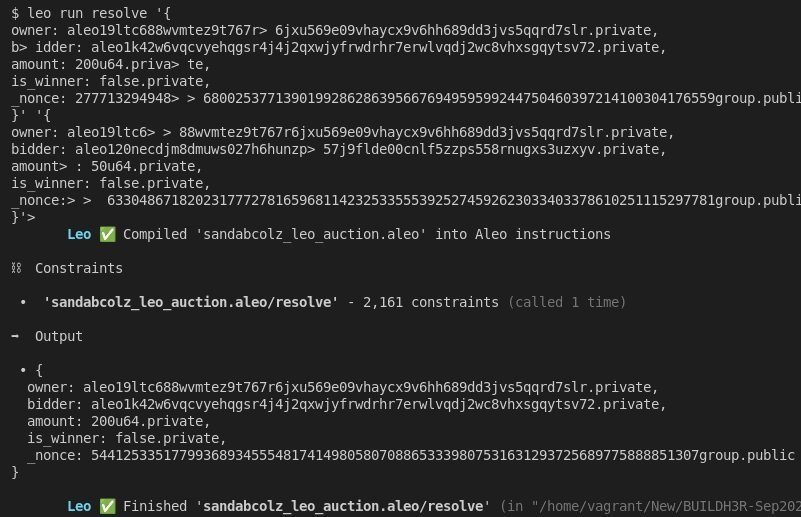 $ leo run resolve '{
owner: aleo19ltc688wvmtez9t767r> 6jxu569e09vhaycx9v6hh689dd3jvs5qqrd7slr.private,
b> idder: aleo1k42w6vqcvyehqgsr4j4j2qxwjyfrwdrhr7erwlvqdj2wc8vhxsgqytsv72.private,
amount: 200u64.priva> te,
is_winner: false.private,
_nonce: 277713294948> > 6800253771390199286286395667694959599244750460397214100304176559group.public
}' '{
owner: aleo19ltc6> > 88wvmtez9t767r6jxu569e09vhaycx9v6hh689dd3jvs5qqrd7slr.private,
bidder: aleo120necdjm8dmuws027h6hunzp> 57j9flde00cnlf5zzps558rnugxs3uzxyv.private,
amount> : 50u64.private,
is_winner: false.private,
_nonce:> >  6330486718202317772781659681142325335553925274592623033403378610251115297781group.public
}'>
Leo ✅ Compiled 'sandabcolz_leo_auction.aleo' into Aleo instructions
⛓ Constraints
• 'sandabcolz_leo_auction.aleo/resolve' - 2,161 constraints (called 1 time)
➡ Output
• {
owner: aleo19ltc688wvmtez9t767r6jxu569e09vhaycx9v6hh689dd3jvs5qqrd7slr.private,
bidder: aleo1k42w6vqcvyehqgsr4j4j2qxwjyfrwdrhr7erwlvqdj2wc8vhxsgqytsv72.private,
amount: 200u64.private,
is_winner: false.private,
_nonce: 5441253351779936893455548174149805807088653339807531631293725689775888851307group.public
}
Leo ✅ Finished 'sandabcolz_leo_auction.aleo/resolve' (in "/home/vagrant/New/BUILDH3R-Sep202